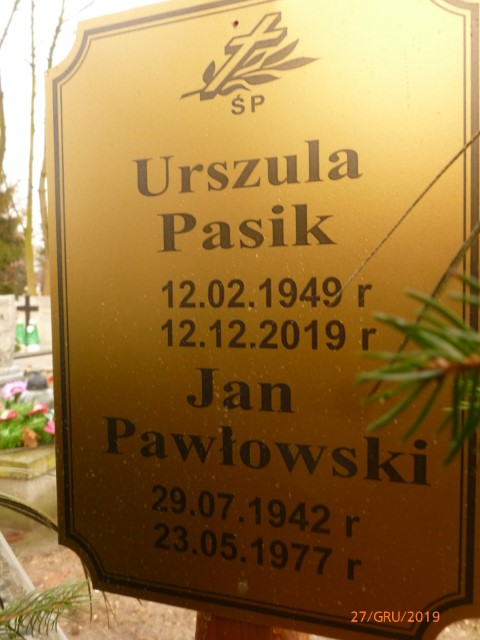 ŚP
Urszula
Pasik
12.02.1949 r
12.12.2019 r
Jan
Pawłowski
29.07.1942 r
23.05.1977 r
27/GRU/2019